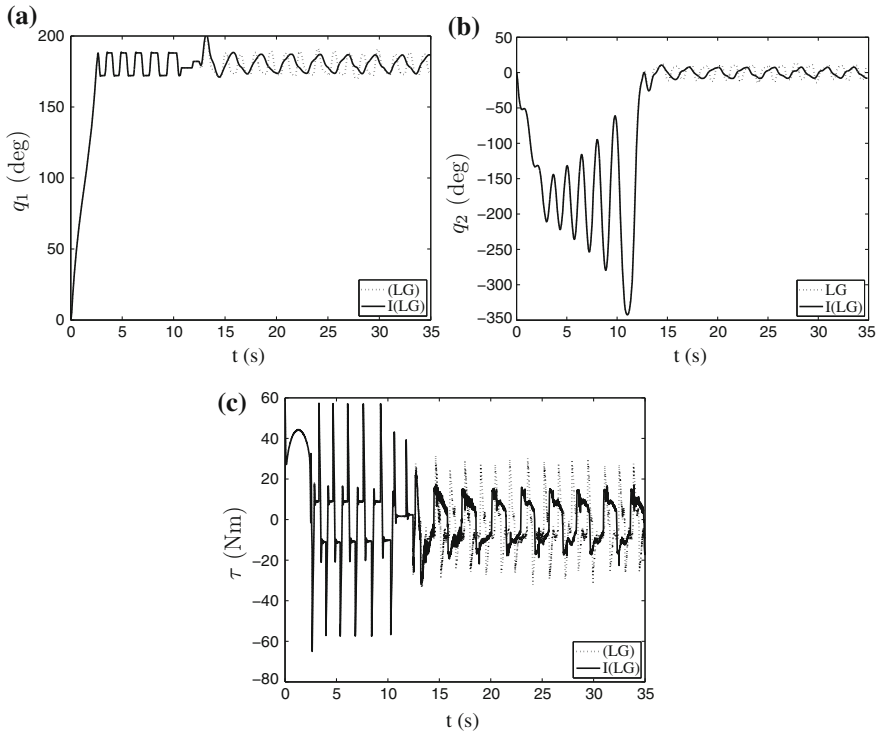 (a)
200
150
100
50
0
q₁ (deg)
0 5 10 15 20 25 30 35
t (s)
(LG)
I(LG)
(b)
50
0
−50
−100
−150
−200
−250
−300
−350
q₂ (deg)
0 5 10 15 20 25 30 35
t (s)
LG
I(LG)
(c)
60
40
20
0
−20
−40
−60
−80
τ (Nm)
0 5 10 15 20 25 30 35
t (s)
(LG)
I(LG)